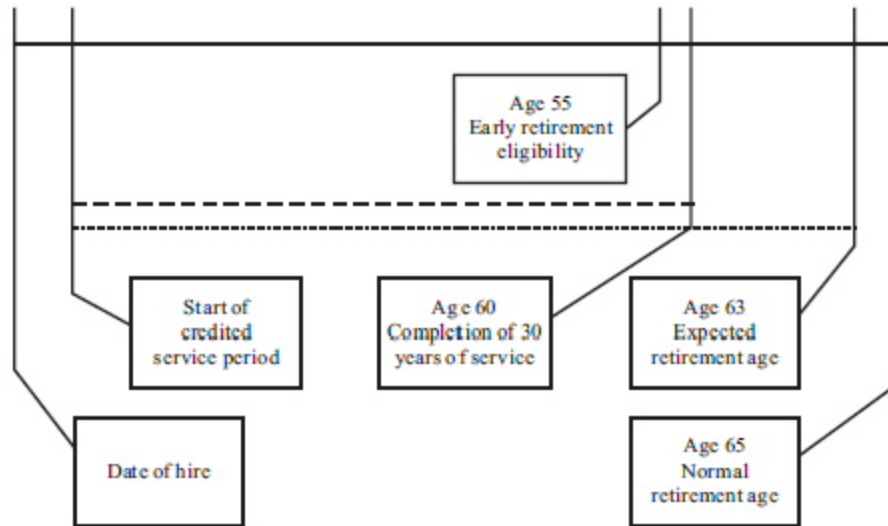 Age 55
Early retirement
eligibility
Start of
credited
service period
Age 60
Completion of 30
years of service
Age 63
Expected
retirement age
Date of hire
Age 65
Normal
retirement age